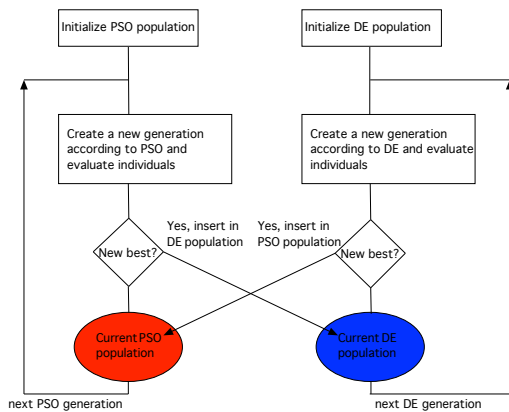 Initialize PSO population
Initialize DE population
Create a new generation
according to PSO and
evaluate individuals
Create a new generation
according to DE and evaluate
individuals
Yes, insert in
DE population
Yes, insert in
PSO population
New best?
New best?
Current PSO
population
Current DE
population
next PSO generation
next DE generation